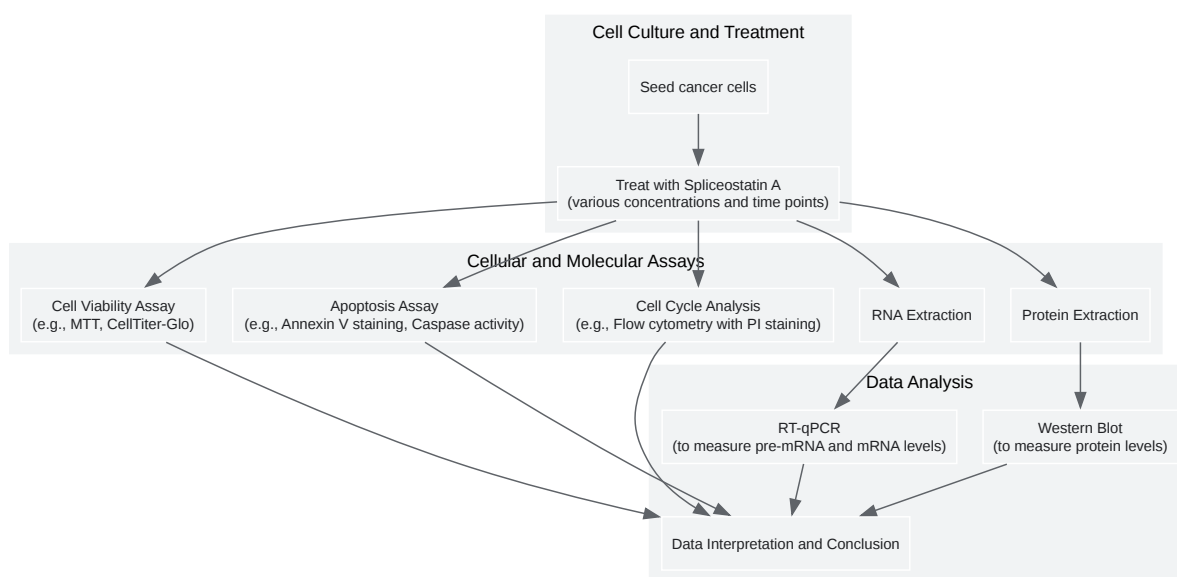 Cell Culture and Treatment
Seed cancer cells
Treat with Spliceostatin A
(various concentrations and time points)
Cellular and Molecular Assays
Cell Viability Assay
(e.g., MTT, CellTiter-Glo)
Apoptosis Assay
(e.g., Annexin V staining, Caspase activity)
Cell Cycle Analysis
(e.g., Flow cytometry with PI staining)
RNA Extraction
Protein Extraction
Data Analysis
RT-qPCR
(to measure pre-mRNA and mRNA levels)
Western Blot
(to measure protein levels)
Data Interpretation and Conclusion